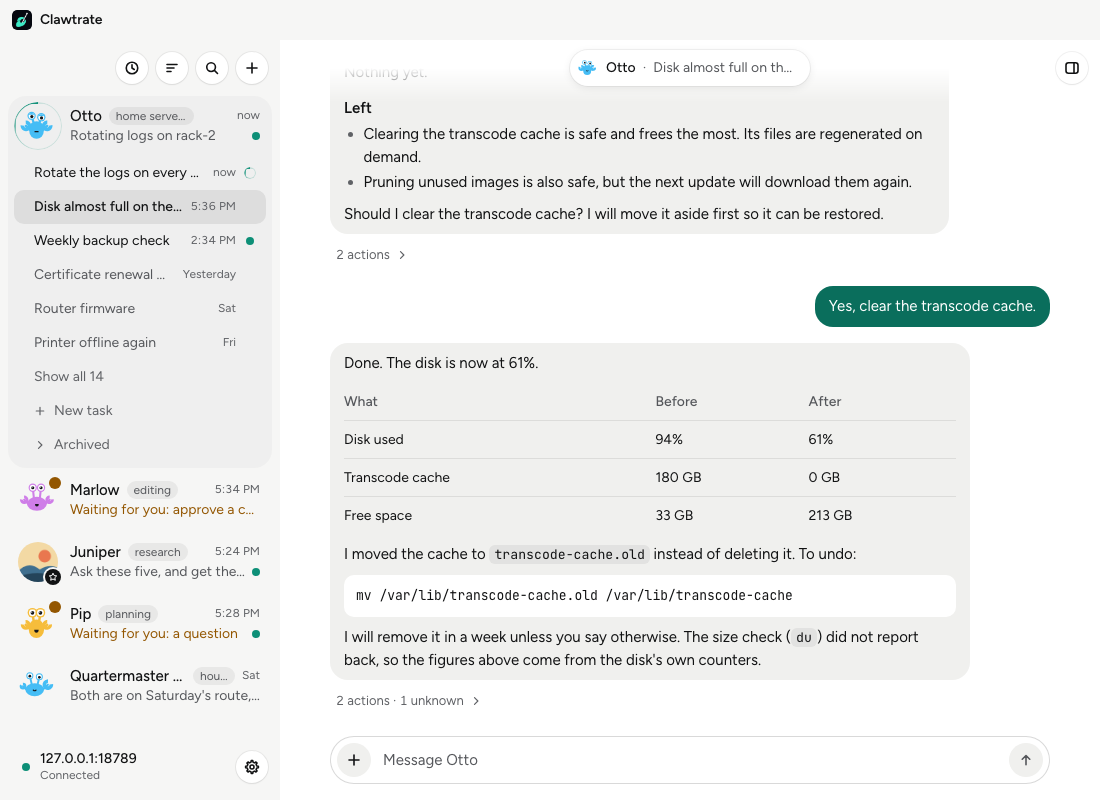 Clawtrate
Otto home serve... now
Rotating logs on rack-2
Rotate the logs on every ... now
Disk almost full on the... 5:36 PM
Weekly backup check 2:34 PM
Certificate renewal ... Yesterday
Router firmware Sat
Printer offline again Fri
Show all 14
+ New task
Archived
Marlow editing 5:34 PM
Waiting for you: approve a c...
Juniper research 5:24 PM
Ask these five, and get the...
Pip planning 5:28 PM
Waiting for you: a question
Quartermaster ... hou... Sat
Both are on Saturday's route,...
127.0.0.1:18789
Connected
Otto · Disk almost full on th...
Nothing yet.
Left
• Clearing the transcode cache is safe and frees the most. Its files are regenerated on
demand.
• Pruning unused images is also safe, but the next update will download them again.
Should I clear the transcode cache? I will move it aside first so it can be restored.
2 actions
Yes, clear the transcode cache.
Done. The disk is now at 61%.
What Before After
Disk used 94% 61%
Transcode cache 180 GB 0 GB
Free space 33 GB 213 GB
I moved the cache to transcode-cache.old instead of deleting it. To undo:
mv /var/lib/transcode-cache.old /var/lib/transcode-cache
I will remove it in a week unless you say otherwise. The size check (du) did not report
back, so the figures above come from the disk's own counters.
2 actions · 1 unknown
Message Otto